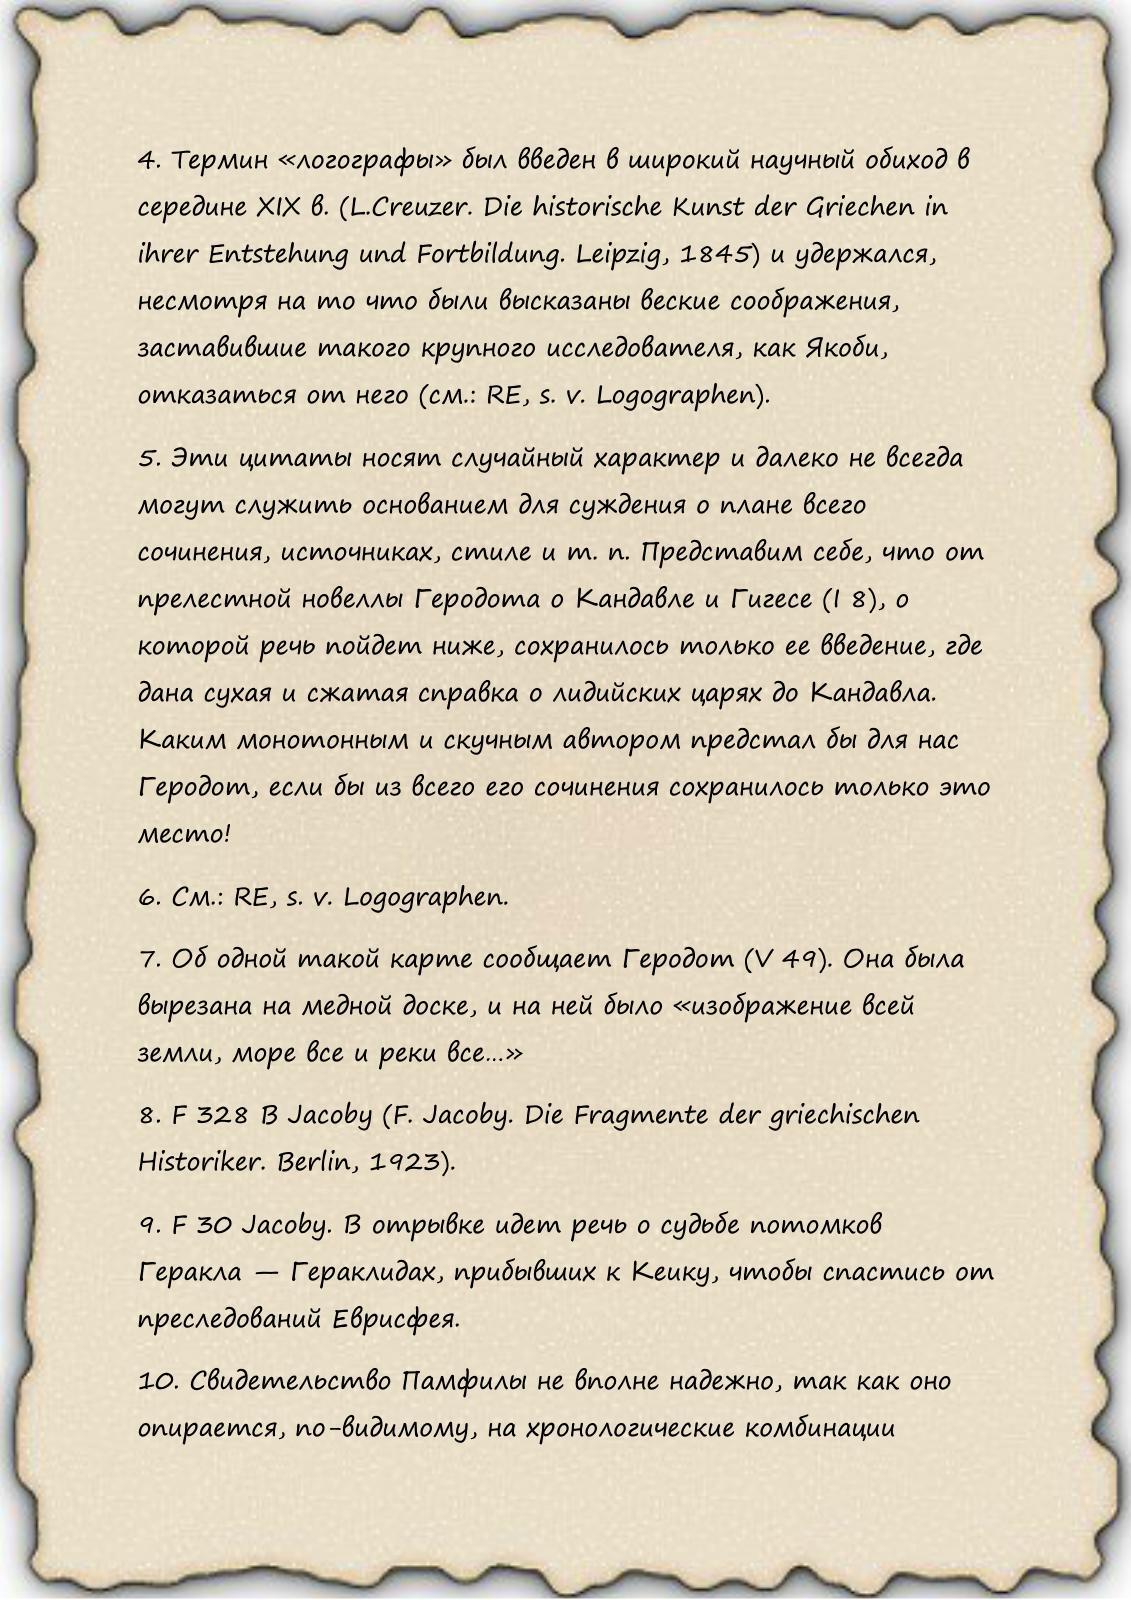 4. Термин «логографы» был введен в широкий научный обиход в
середине XIX в. (L.Creuzer. Die historische Kunst der Griechen in
ihrer Entstehung und Fortbildung. Leipzig, 1845) и удержался,
несмотря на то что были высказаны веские соображения,
заставившие такого крупного исследователя, как Якоби,
отказаться от него (см.: RE, s. v. Logographen).
5. Эти цитаты носят случайный характер и далеко не всегда
могут служить основанием для суждения о плане всего
сочинения, источниках, стиле и т. п. Представим себе, что от
прелестной новеллы Геродота о Кандавле и Гигесе (I 8), о
которой речь пойдет ниже, сохранилось только ее введение, где
дана сухая и сжатая справка о лидийских царях до Кандавла.
Каким монотонным и скучным автором предстал бы для нас
Геродот, если бы из всего его сочинения сохранилось только это
место!
6. См.: RE, s. v. Logographen.
7. Об одной такой карте сообщает Геродот (V 49). Она была
вырезана на медной доске, и на ней было «изображение всей
земли, море все и реки все...»
8. F 328 B Jacoby (F. Jacoby. Die Fragmente der griechischen
Historiker. Berlin, 1923).
9. F 30 Jacoby. В отрывке идет речь о судьбе потомков
Геракла — Гераклидах, прибывших к Кеику, чтобы спастись от
преследований Еврисфея.
10. Свидетельство Памфилы не вполне надежно, так как оно
опирается, по-видимому, на хронологические комбинации